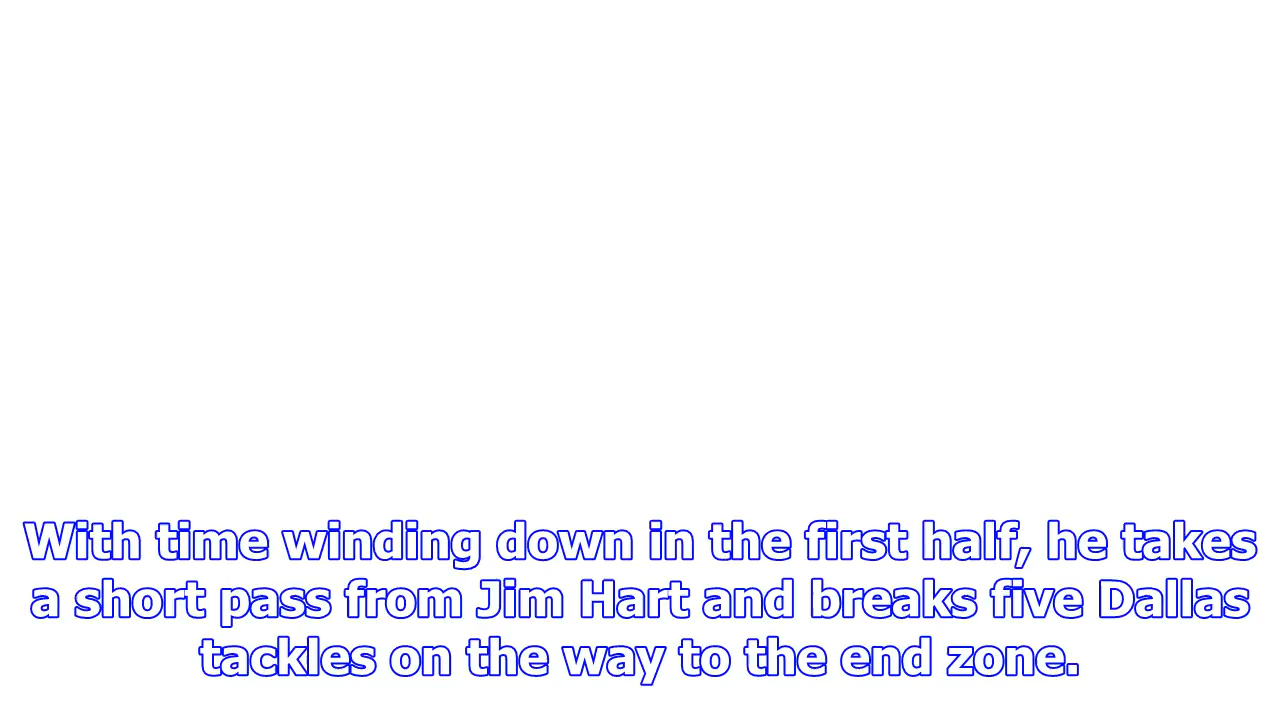 With time winding down in the first half, he takes
a short pass from Jim Hart and breaks five Dallas
tackles on the way to the end zone.